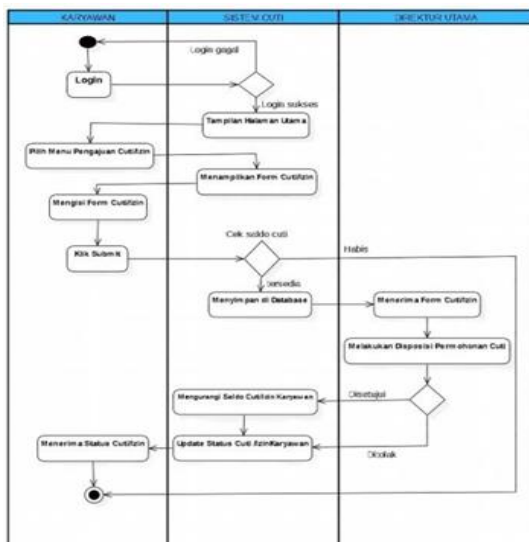 KARYAWAN
SISTEM CUTI
DIREKTUR UTAMA
Login gagal
Login
Login sukses
Tampilan Halaman Utama
Pilih Menu Pengajuan Cuti/Izin
Menampilkan Form Cuti/Izin
Mengisi Form Cuti/Izin
Cek saldo cuti
Habis
Klik Submit
tersedia
Menyimpan di Database
Menerima Form Cuti/Izin
Melakukan Disposisi Permohonan Cuti
Disetujui
Mengurangi Saldo Cuti/Izin Karyawan
Menerima Status Cuti/Izin
Update Status Cuti /IzinKaryawan
Ditolak